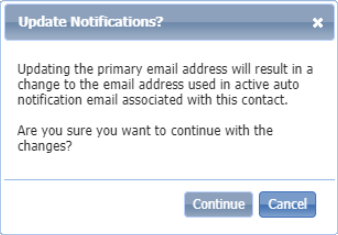 Update Notifications?
Updating the primary email address will result in a
change to the email address used in active auto
notification email associated with this contact.
Are you sure you want to continue with the
changes?
Continue Cancel